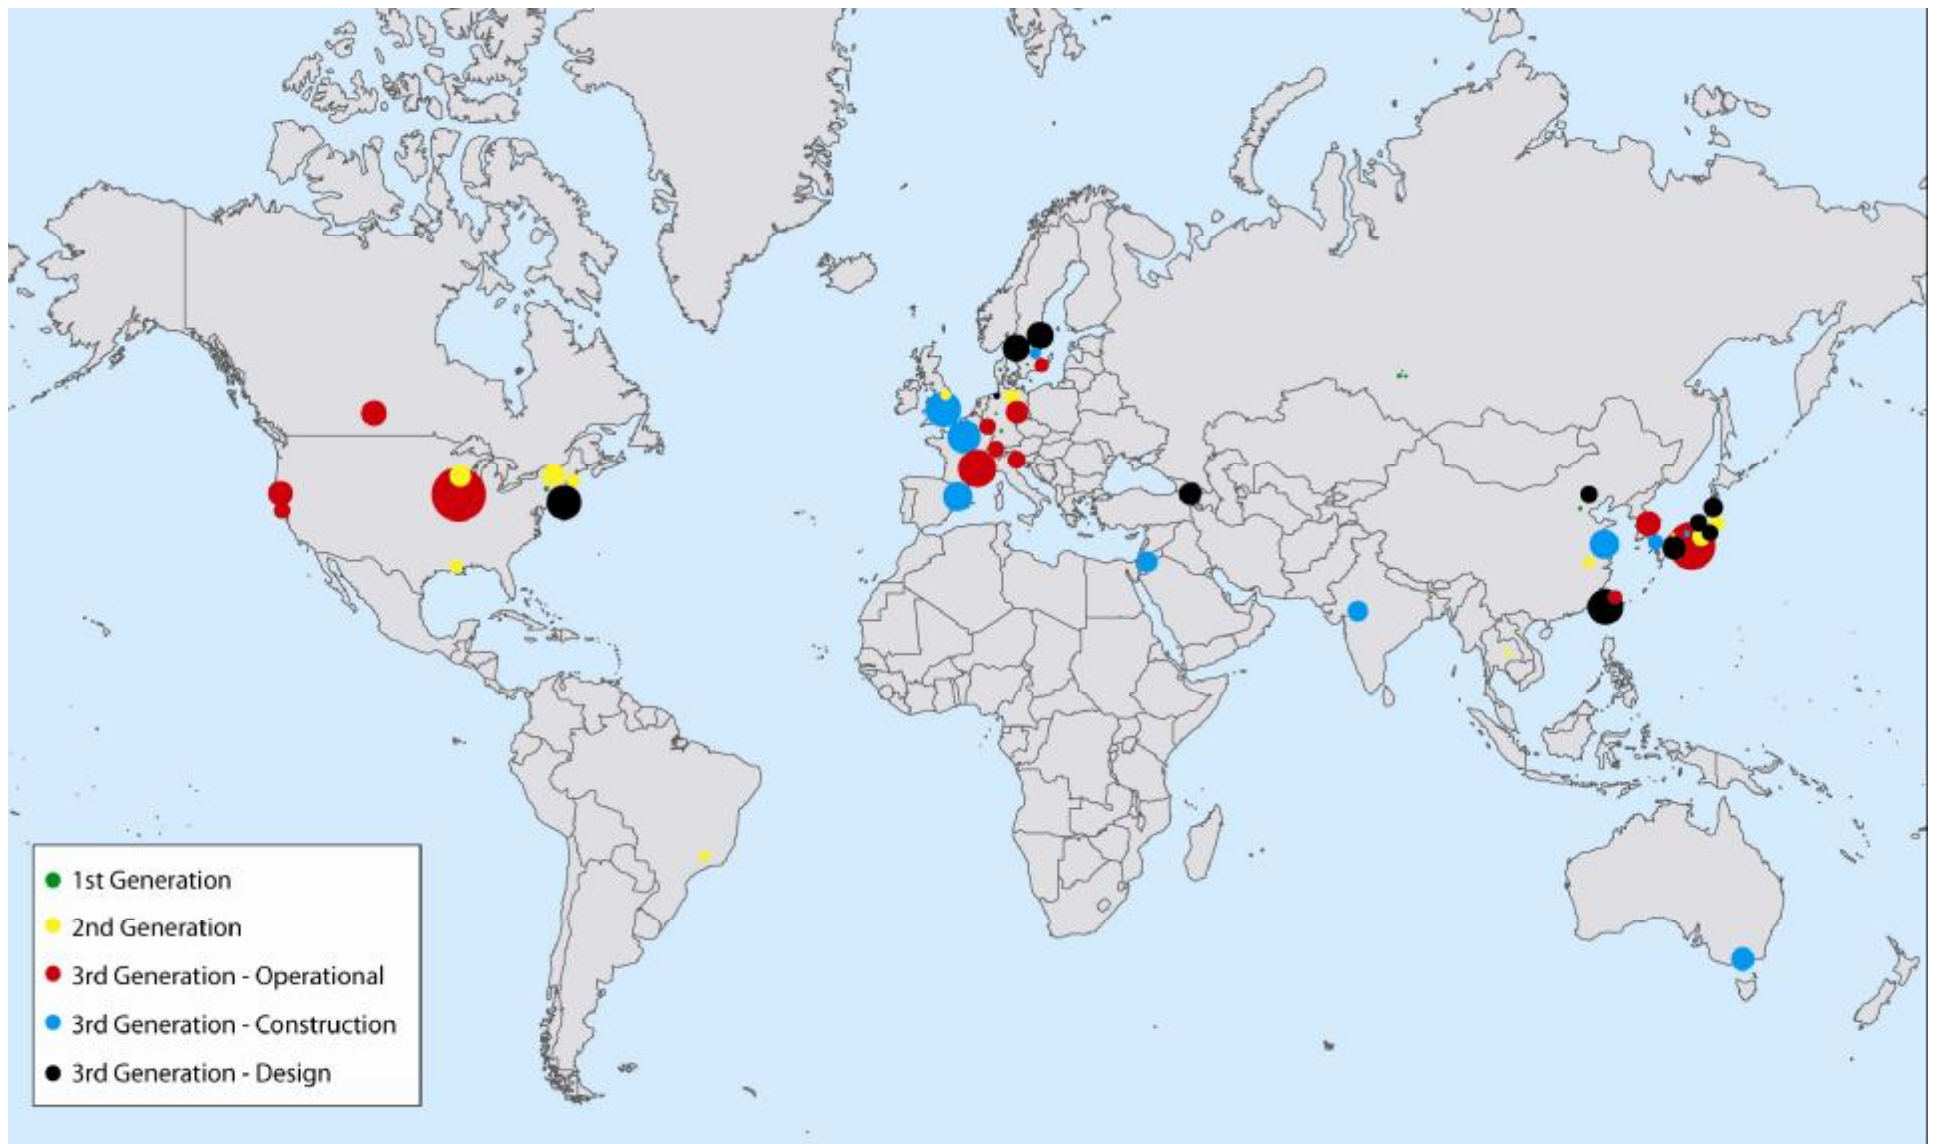 1st Generation
2nd Generation
3rd Generation - Operational
3rd Generation - Construction
3rd Generation - Design